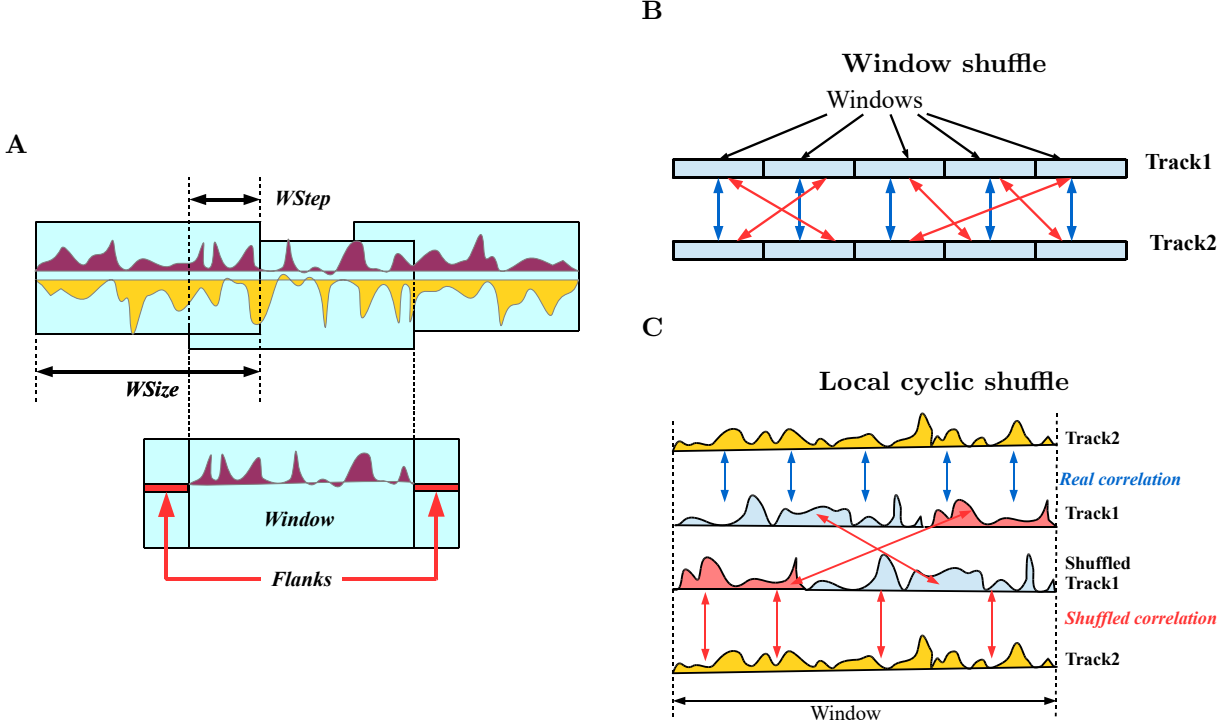 A
WStep
WSize
Window
Flanks
B
Window shuffle
Windows
Track1
Track2
C
Local cyclic shuffle
Track2
Real correlation
Track1
Shuffled
Track1
Shuffled correlation
Track2
Window